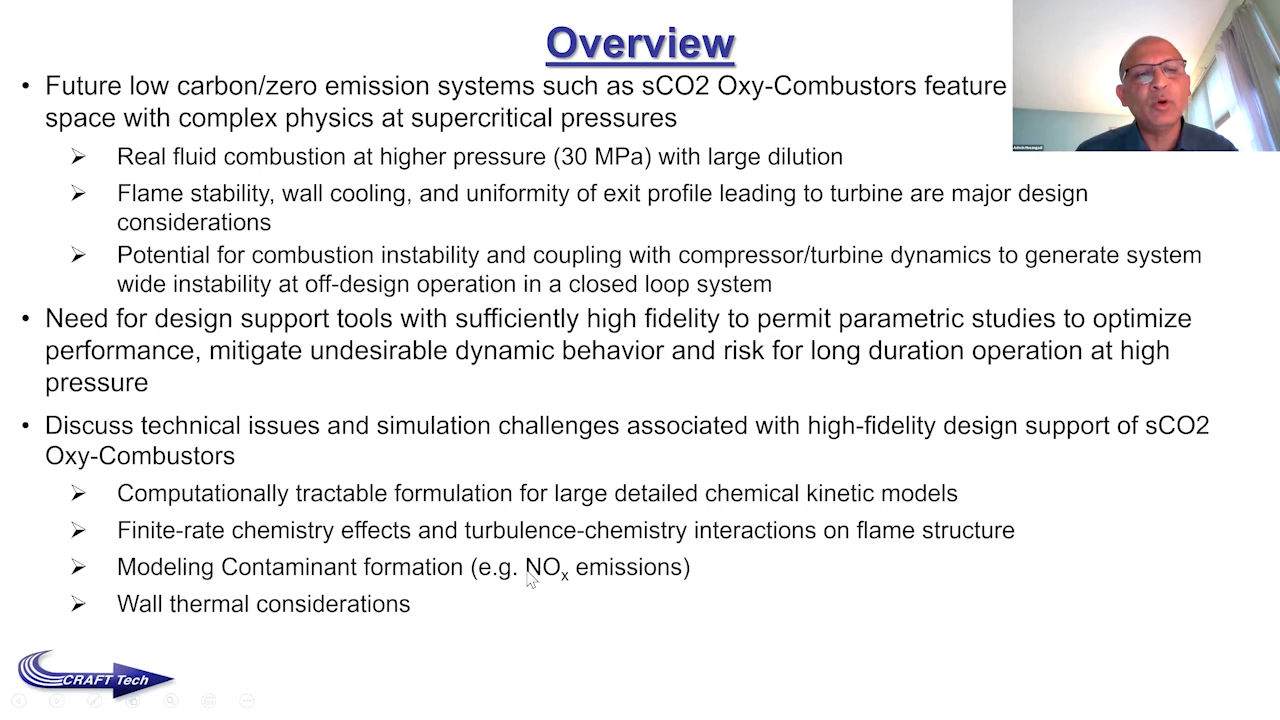 Overview
• Future low carbon/zero emission systems such as sCO2 Oxy-Combustors feature
space with complex physics at supercritical pressures
➢ Real fluid combustion at higher pressure (30 MPa) with large dilution
➢ Flame stability, wall cooling, and uniformity of exit profile leading to turbine are major design
considerations
➢ Potential for combustion instability and coupling with compressor/turbine dynamics to generate system
wide instability at off-design operation in a closed loop system
• Need for design support tools with sufficiently high fidelity to permit parametric studies to optimize
performance, mitigate undesirable dynamic behavior and risk for long duration operation at high
pressure
• Discuss technical issues and simulation challenges associated with high-fidelity design support of sCO2
Oxy-Combustors
➢ Computationally tractable formulation for large detailed chemical kinetic models
➢ Finite-rate chemistry effects and turbulence-chemistry interactions on flame structure
➢ Modeling Contaminant formation (e.g. NOx emissions)
➢ Wall thermal considerations
CRAFT Tech